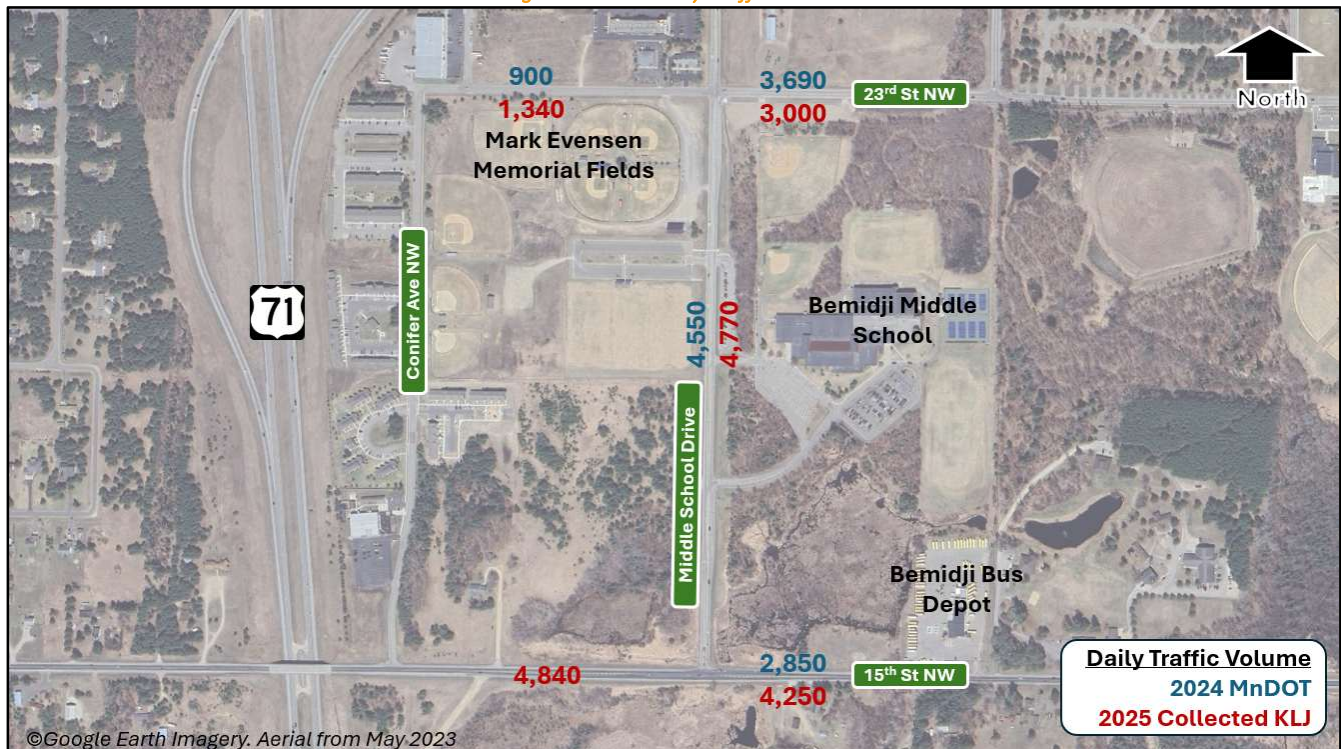 900
1,340
Mark Evensen
Memorial Fields
3,690
3,000
23rd St NW
North
71
Conifer Ave NW
4,550
4,770
Bemidji Middle
School
Middle School Drive
Bemidji Bus
Depot
4,840
2,850
4,250
15th St NW
Daily Traffic Volume
2024 MnDOT
2025 Collected KLJ
©Google Earth Imagery. Aerial from May 2023